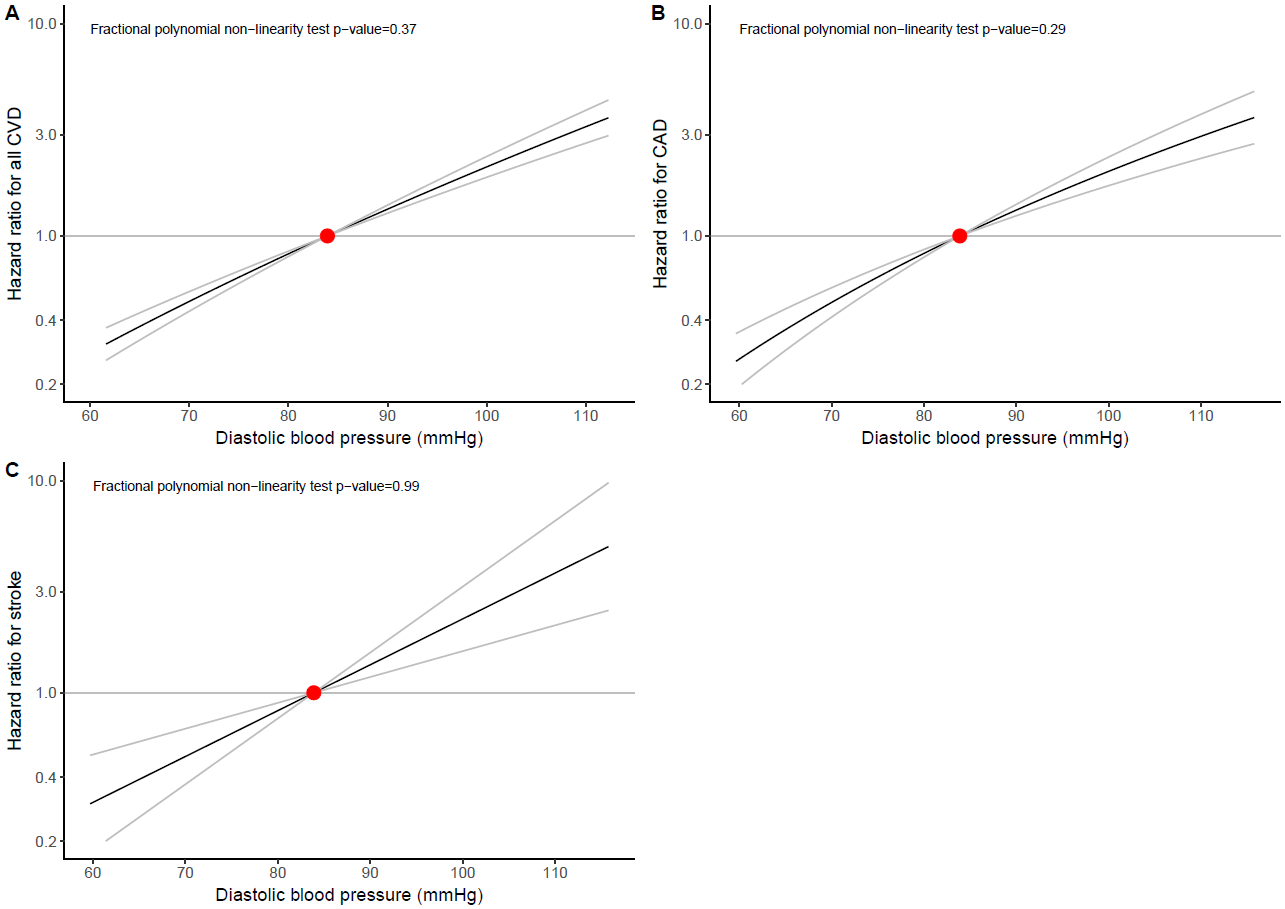 A
Fractional polynomial non−linearity test p−value=0.37
Hazard ratio for all CVD
10.0
3.0
1.0
0.4
0.2
60 70 80 90 100 110
Diastolic blood pressure (mmHg)
B
Fractional polynomial non−linearity test p−value=0.29
Hazard ratio for CAD
10.0
3.0
1.0
0.4
0.2
60 70 80 90 100 110
Diastolic blood pressure (mmHg)
C
Fractional polynomial non−linearity test p−value=0.99
Hazard ratio for stroke
10.0
3.0
1.0
0.4
0.2
60 70 80 90 100 110
Diastolic blood pressure (mmHg)